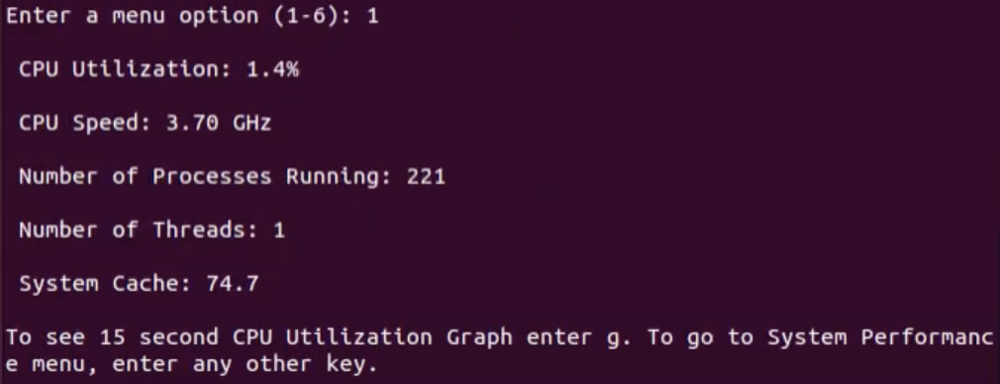 Enter a menu option (1-6): 1
CPU Utilization: 1.4%
CPU Speed: 3.70 GHz
Number of Processes Running: 221
Number of Threads: 1
System Cache: 74.7
To see 15 second CPU Utilization Graph enter g. To go to System Performanc
e menu, enter any other key.